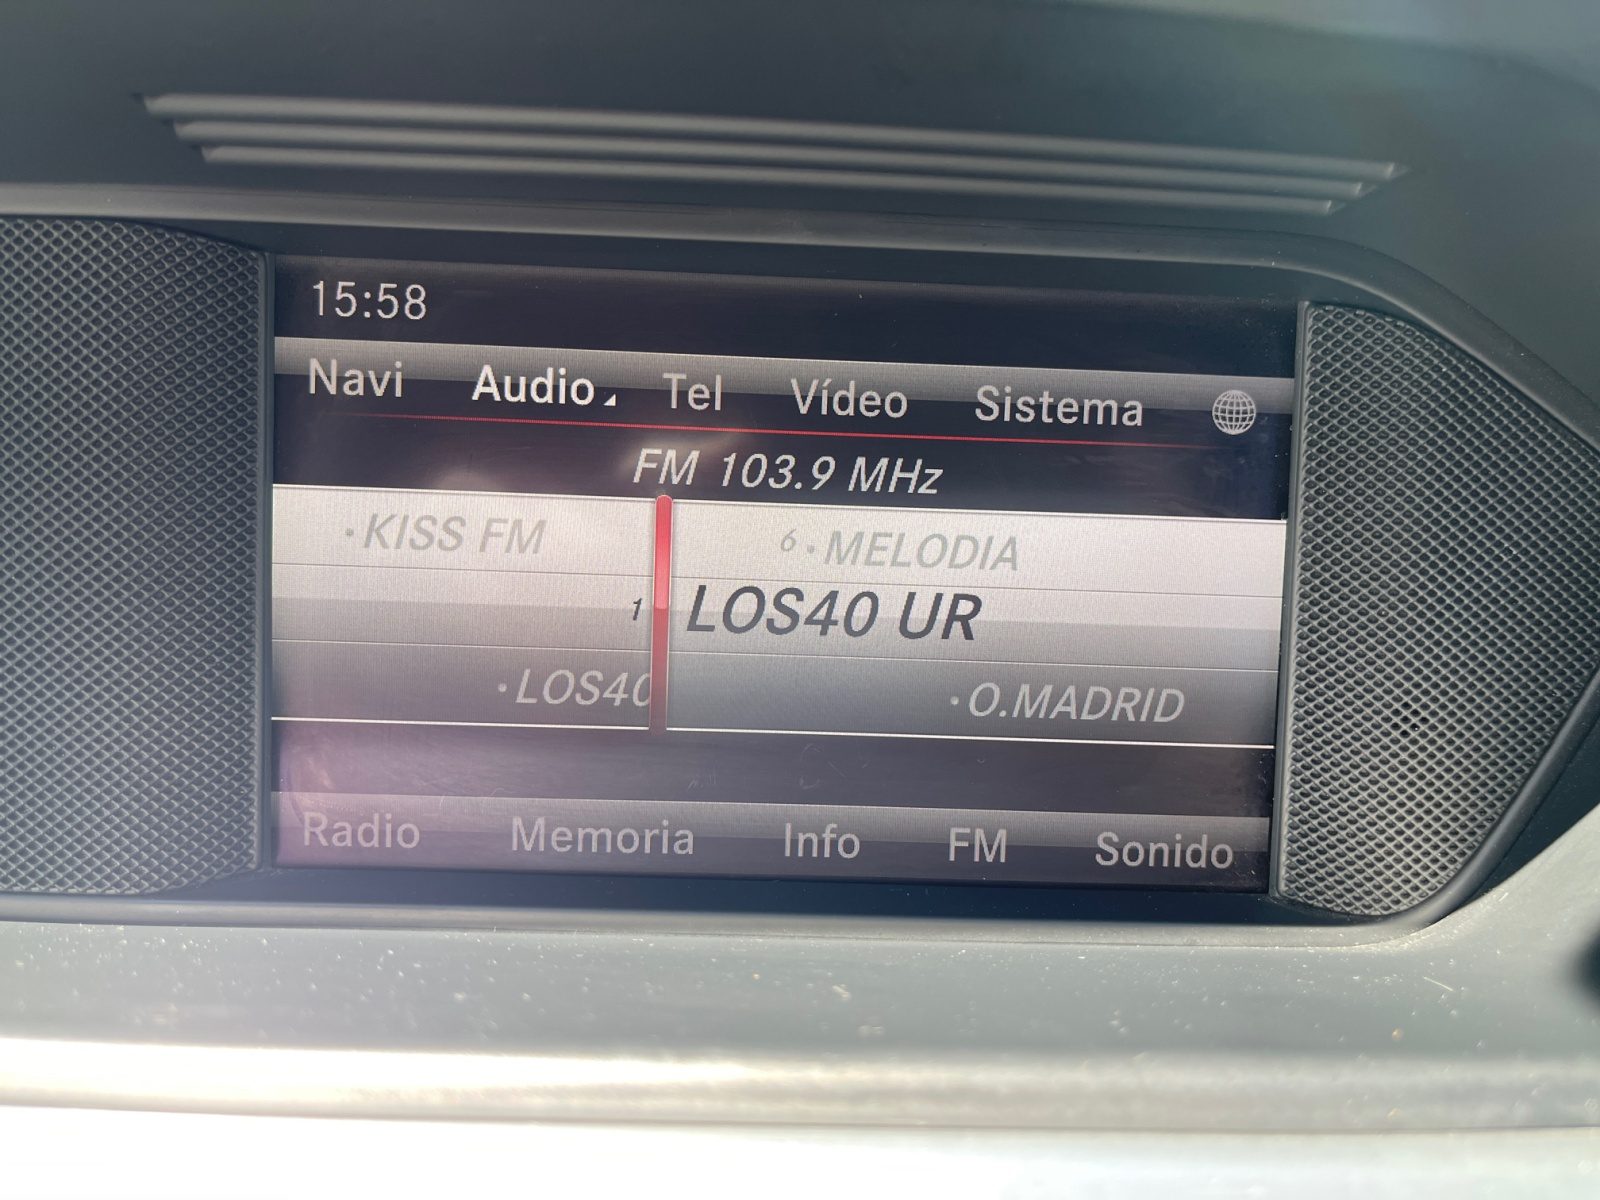 15:58
Navi Audio Tel Vídeo Sistema
FM 103.9 MHz
·KISS FM 6·MELODIA
1 LOS40 UR
·LOS40 ·O.MADRID
Radio Memoria Info FM Sonido